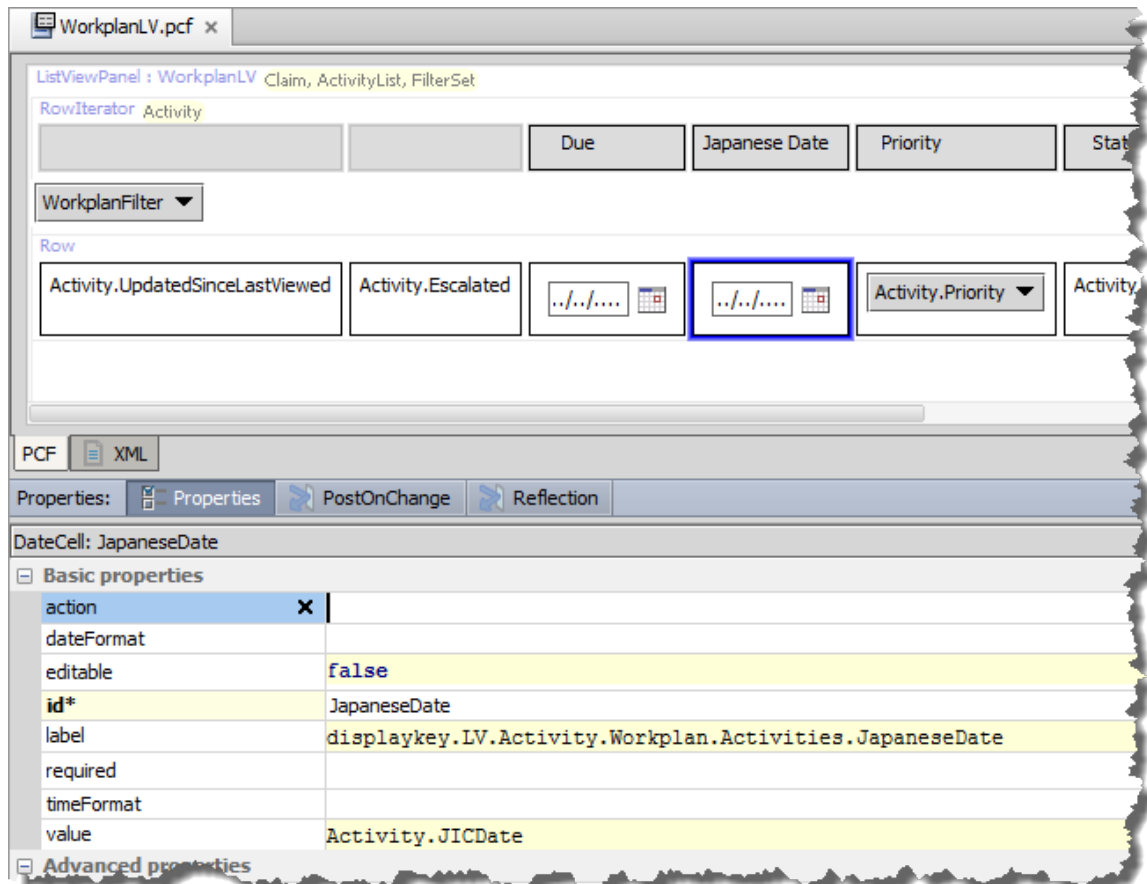 WorkplanLV.pcf ×
ListViewPanel : WorkplanLV Claim, ActivityList, FilterSet
RowIterator Activity
Due Japanese Date Priority
WorkplanFilter
Row
Activity.UpdatedSinceLastViewed Activity.Escalated ../../.... ../../.... Activity.Priority Activity
PCF XML
Properties: Properties PostOnChange Reflection
DateCell: JapaneseDate
Basic properties
action
dateFormat
editable false
id* JapaneseDate
label displaykey.LV.Activity.Workplan.Activities.JapaneseDate
required
timeFormat
value Activity.JICDate
Advanced properties